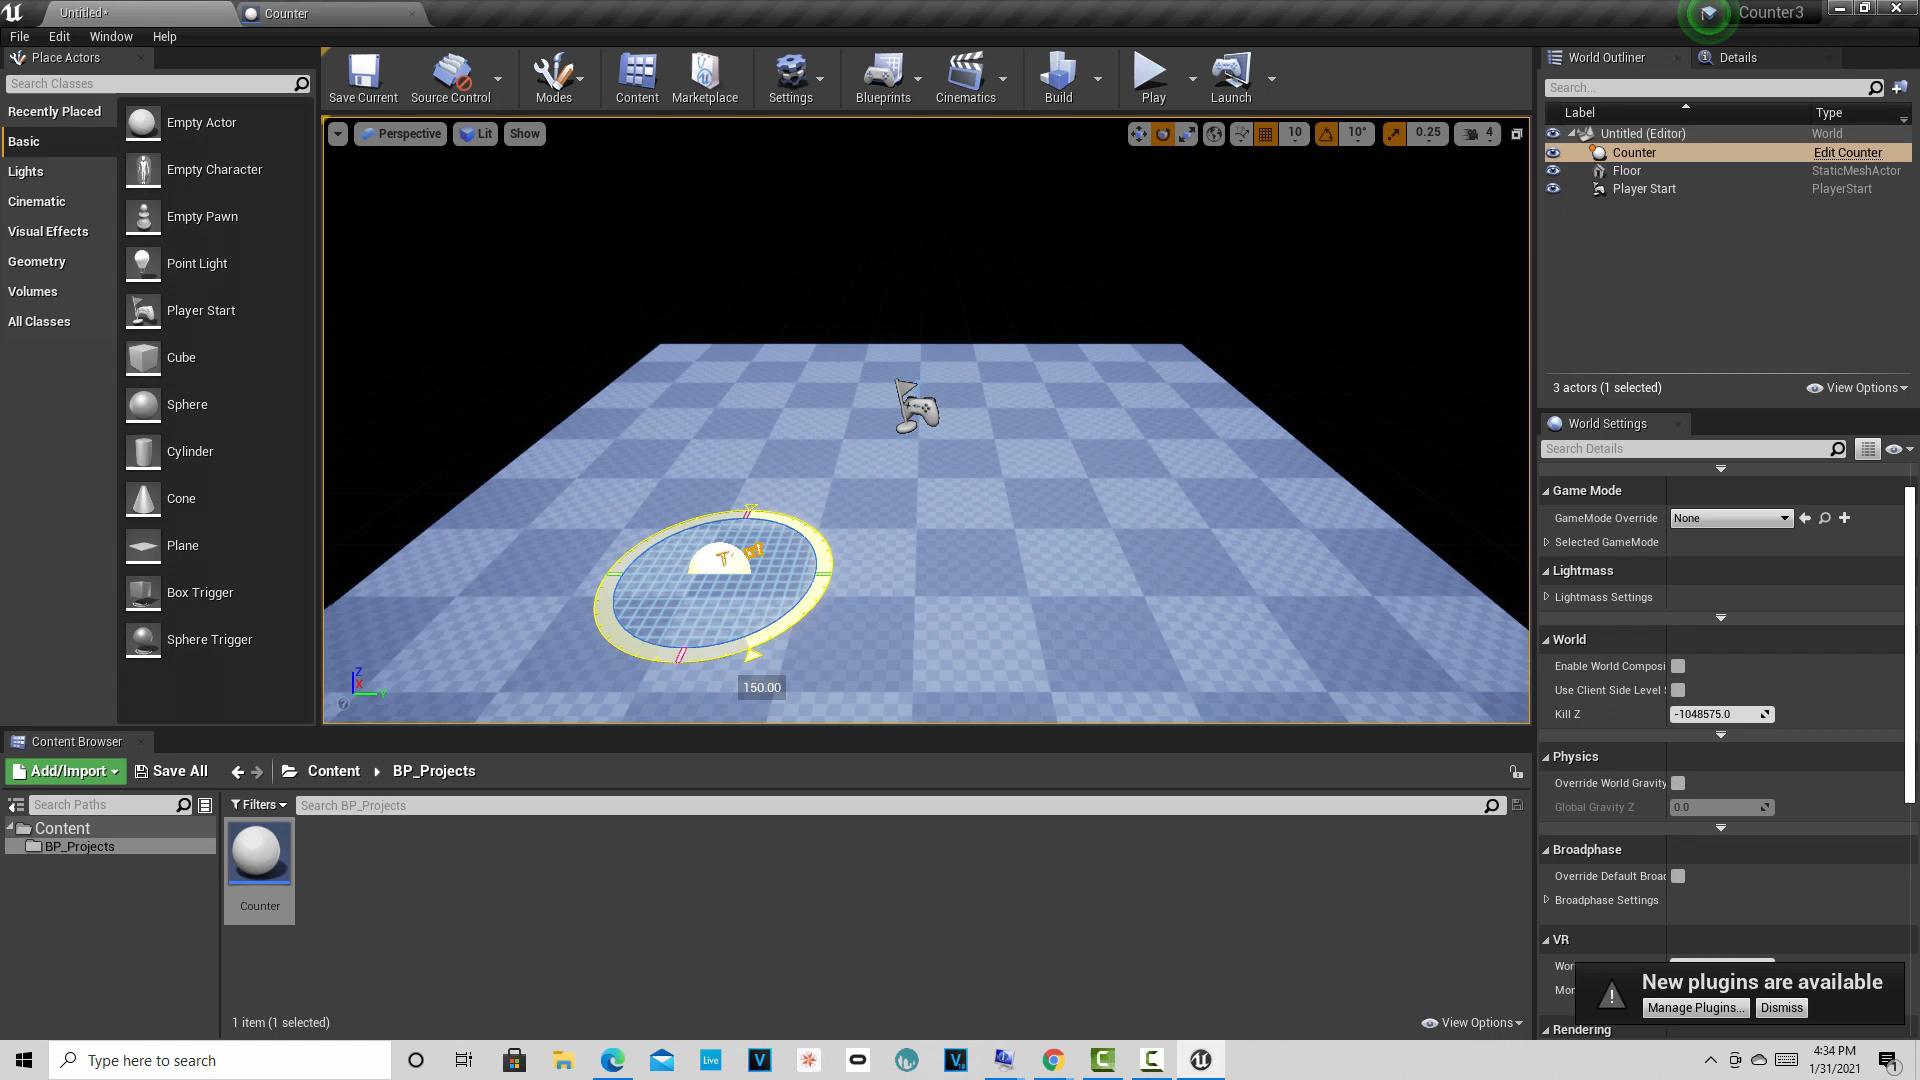 Untitled*
Counter
Counter3
File Edit Window Help
Place Actors
Search Classes
Recently Placed
Basic
Lights
Cinematic
Visual Effects
Geometry
Volumes
All Classes
Empty Actor
Empty Character
Empty Pawn
Point Light
Player Start
Cube
Sphere
Cylinder
Cone
Plane
Box Trigger
Sphere Trigger
Save Current
Source Control
Modes
Content
Marketplace
Settings
Blueprints
Cinematics
Build
Play
Launch
Perspective
Lit
Show
10
10°
0.25
4
150.00
Z
X
Y
World Outliner
Details
Search...
Label Type
Untitled (Editor) World
Counter Edit Counter
Floor StaticMeshActor
Player Start PlayerStart
3 actors (1 selected)
View Options
World Settings
Search Details
Game Mode
GameMode Override None
Selected GameMode
Lightmass
Lightmass Settings
World
Enable World Composi
Use Client Side Level
Kill Z -1048575.0
Physics
Override World Gravity
Global Gravity Z 0.0
Broadphase
Override Default Broad
Broadphase Settings
VR
Wor
Mon
Rendering
New plugins are available
Manage Plugins...
Dismiss
Content Browser
Add/Import
Save All
Content
BP_Projects
Search Paths
Filters
Search BP_Projects
Content
BP_Projects
Counter
1 item (1 selected)
View Options
Type here to search
Live
4:34 PM
1/31/2021
1